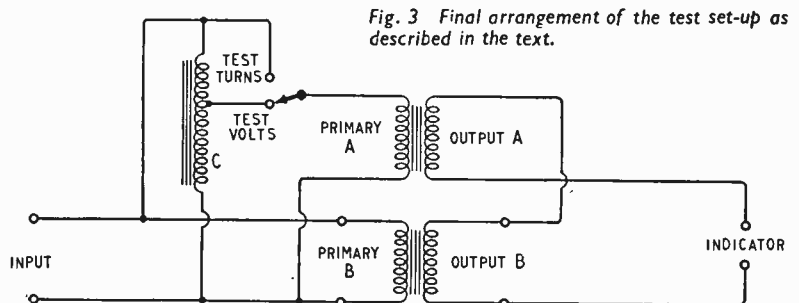 Fig. 3 Final arrangement of the test set-up as
described in the text.
TEST
TURNS
TEST
VOLTS
C
PRIMARY
A
OUTPUT A
INPUT
PRIMARY
B
OUTPUT B
INDICATOR